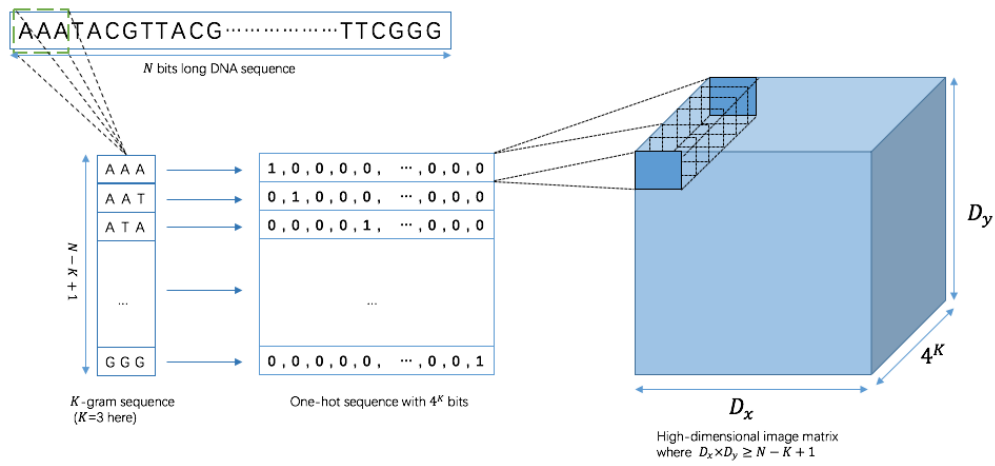 AAATACGTTACG⋯⋯⋯⋯⋯TTCGGG
N bits long DNA sequence
A A A
A A T
A T A
...
G G G
N − K + 1
1,0,0,0,0, ⋯,0,0,0
0,1,0,0,0, ⋯,0,0,0
0,0,0,0,1, ⋯,0,0,0
...
0,0,0,0,0, ⋯,0,0,1
K-gram sequence
(K=3 here)
One-hot sequence with 4^K bits
D_y
4^K
D_x
High-dimensional image matrix
where D_x×D_y ≥ N − K + 1